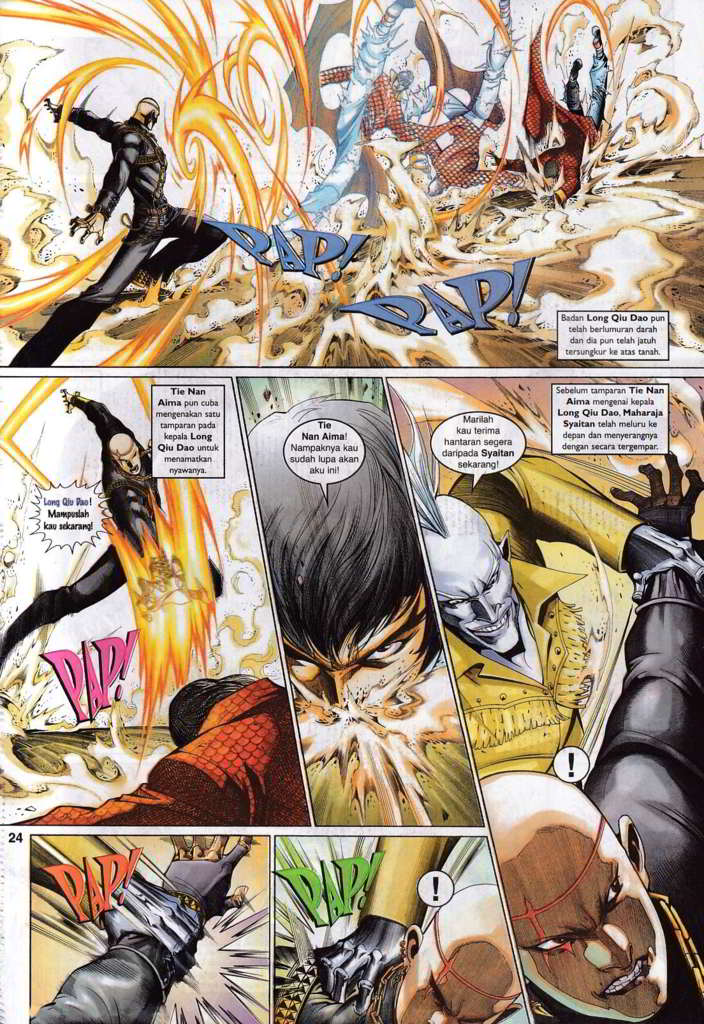 PAP!
PAP!
Badan Long Qiu Dao pun
telah berlumuran darah
dan dia pun telah jatuh
tersungkur ke atas tanah.
Tie Nan
Aima pun cuba
mengenakan satu
tamparan pada
kepala Long
Qiu Dao untuk
menamatkan
nyawanya.
Long Qiu Dao!
Mampuslah
kau sekarang!
PAP!
Tie
Nan Aima!
Nampaknya kau
sudah lupa akan
aku ini!
Marilah
kau terima
hantaran segera
daripada Syaitan
sekarang!
Sebelum tamparan Tie Nan
Aima mengenai kepala
Long Qiu Dao, Maharaja
Syaitan telah meluru ke
depan dan menyerangnya
dengan secara tergempar.
!
24
PAP!
PAP!
!